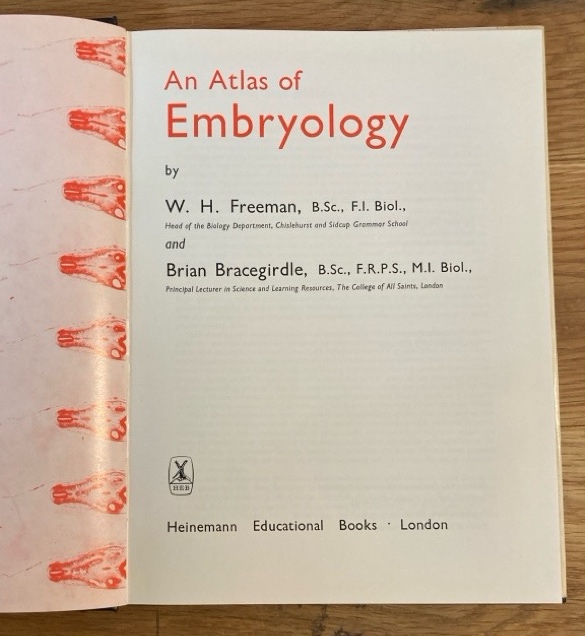 An Atlas of
Embryology
by
W. H. Freeman, B.Sc., F.I. Biol.,
Head of the Biology Department, Chislehurst and Sidcup Grammar School
and
Brian Bracegirdle, B.Sc., F.R.P.S., M.I. Biol.,
Principal Lecturer in Science and Learning Resources, The College of All Saints, London
HEB
Heinemann Educational Books · London